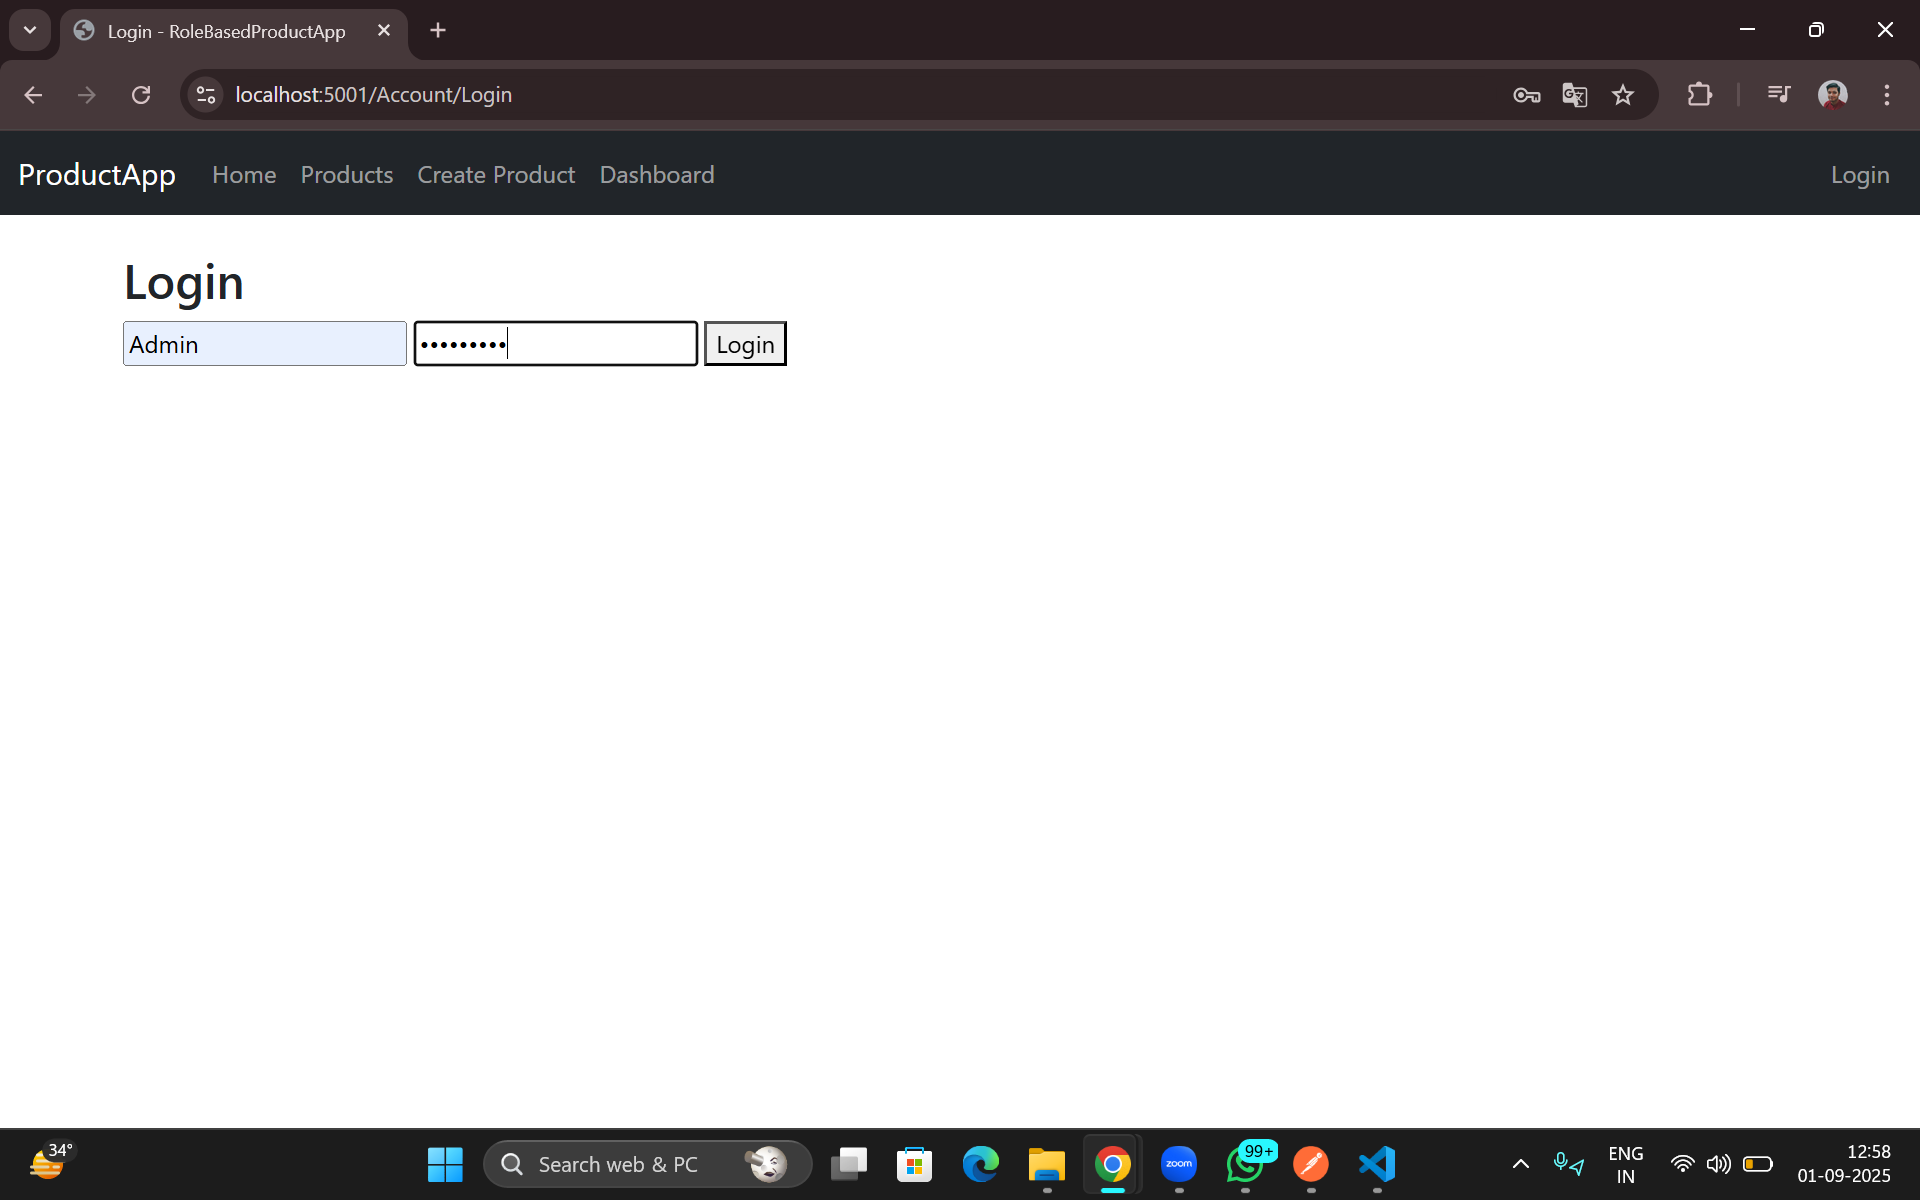 Login - RoleBasedProductApp
localhost:5001/Account/Login
ProductApp Home Products Create Product Dashboard Login
Login
Admin ••••••••• Login
34°
Search web & PC
zoom
99+
ENG
IN
12:58
01-09-2025